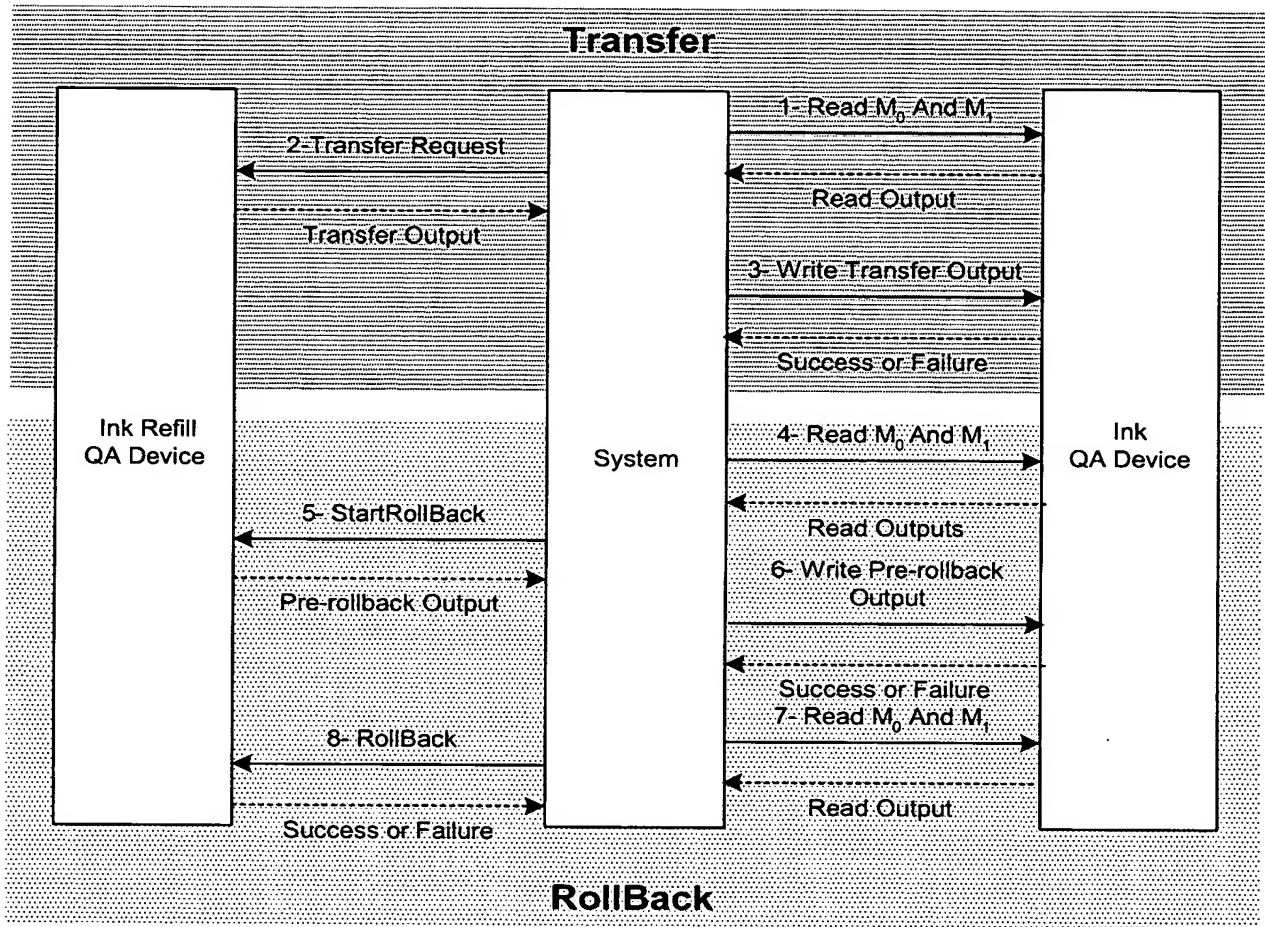 Transfer
1- Read M₀ And M₁
2-Transfer Request
Read Output
Transfer Output
3- Write Transfer Output
Success or Failure
Ink Refill
QA Device
System
Ink
QA Device
4- Read M₀ And M₁
Read Outputs
5- StartRollBack
Pre-rollback Output
6- Write Pre-rollback
Output
Success or Failure
7- Read M₀ And M₁
8- RollBack
Read Output
Success or Failure
RollBack